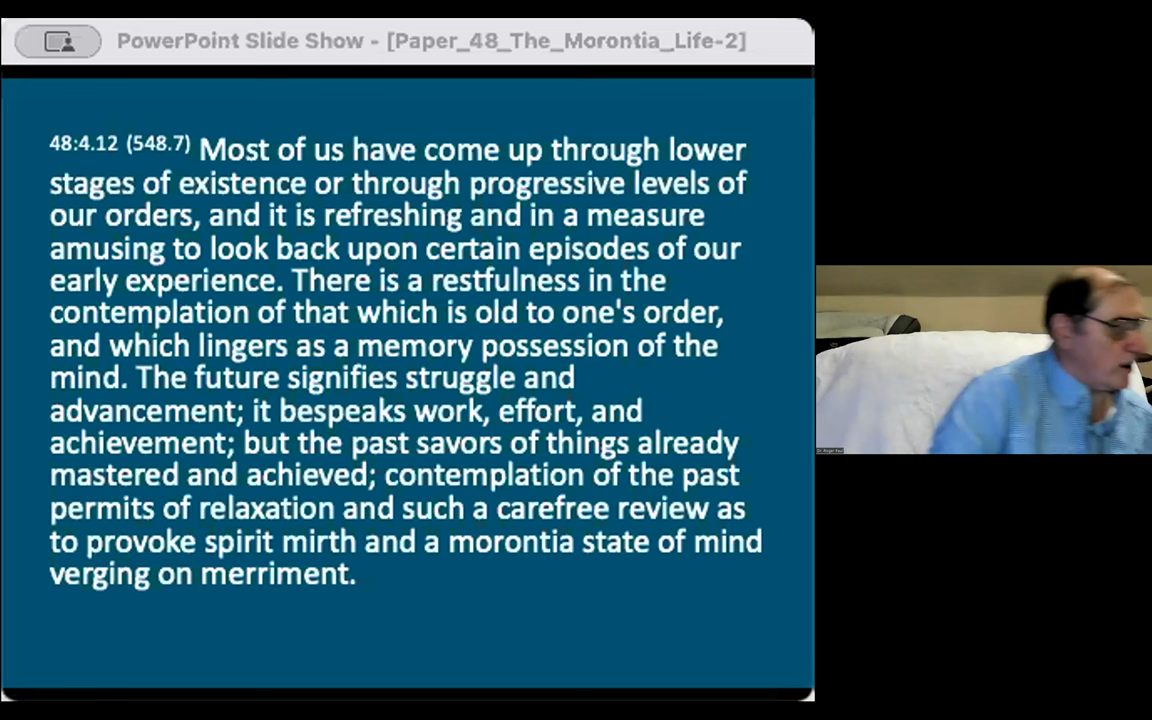 PowerPoint Slide Show - [Paper_48_The_Morontia_Life-2]
48:4.12 (548.7) Most of us have come up through lower
stages of existence or through progressive levels of
our orders, and it is refreshing and in a measure
amusing to look back upon certain episodes of our
early experience. There is a restfulness in the
contemplation of that which is old to one's order,
and which lingers as a memory possession of the
mind. The future signifies struggle and
advancement; it bespeaks work, effort, and
achievement; but the past savors of things already
mastered and achieved; contemplation of the past
permits of relaxation and such a carefree review as
to provoke spirit mirth and a morontia state of mind
verging on merriment.